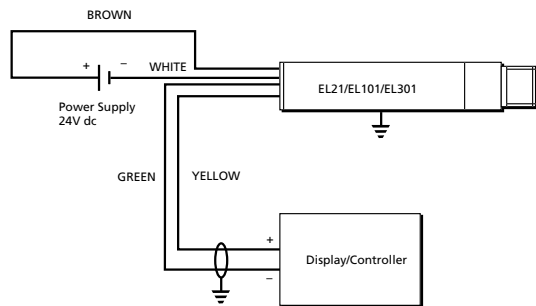 BROWN
+
–
WHITE
EL21/EL101/EL301
Power Supply
24V dc
GREEN
YELLOW
+
Display/Controller
–